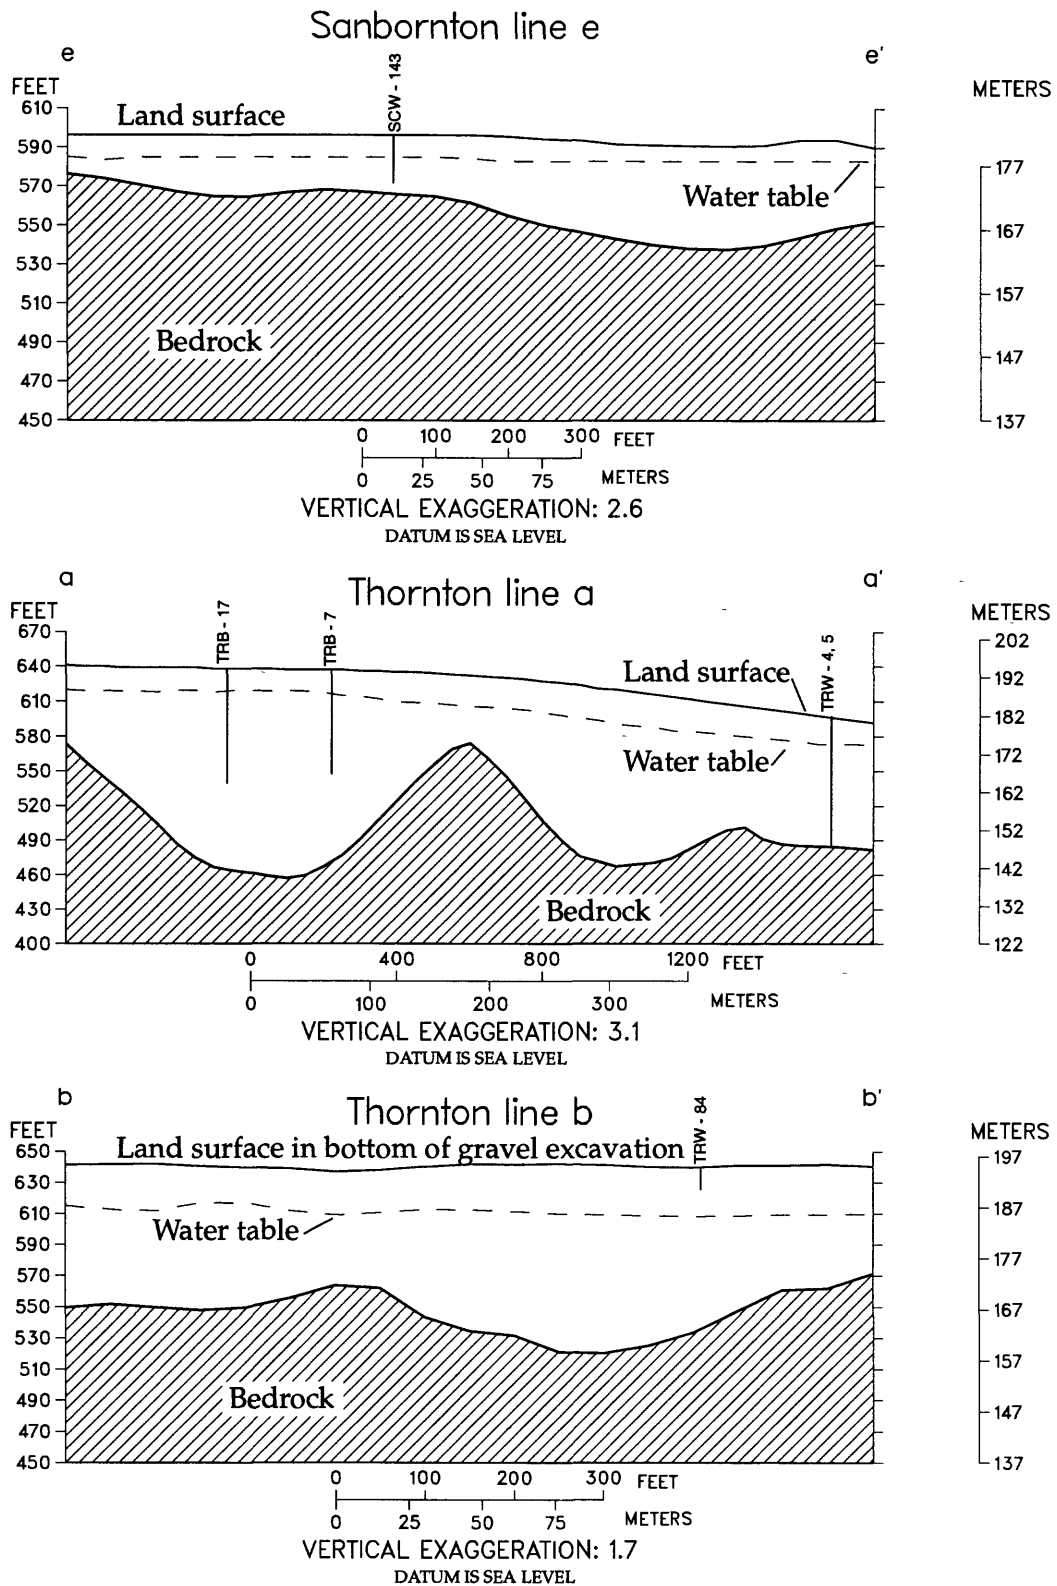 Sanbornton line e
e e'
FEET METERS
SCW - 143
610
Land surface
590
177
570
Water table
550
167
530
510
157
490
Bedrock
147
470
450
137
0 100 200 300 FEET
0 25 50 75 METERS
VERTICAL EXAGGERATION: 2.6
DATUM IS SEA LEVEL
a a'
Thornton line a
FEET METERS
TRB - 17
TRB - 7
TRW - 4, 5
670
202
640
Land surface
192
610
182
580
Water table
172
550
162
520
152
490
142
460
Bedrock
132
430
400
122
0 400 800 1200 FEET
0 100 200 300 METERS
VERTICAL EXAGGERATION: 3.1
DATUM IS SEA LEVEL
b b'
Thornton line b
FEET METERS
TRW - 84
Land surface in bottom of gravel excavation
650
197
630
187
610
Water table
590
177
570
550
167
530
157
510
490
Bedrock
147
470
450
137
0 100 200 300 FEET
0 25 50 75 METERS
VERTICAL EXAGGERATION: 1.7
DATUM IS SEA LEVEL